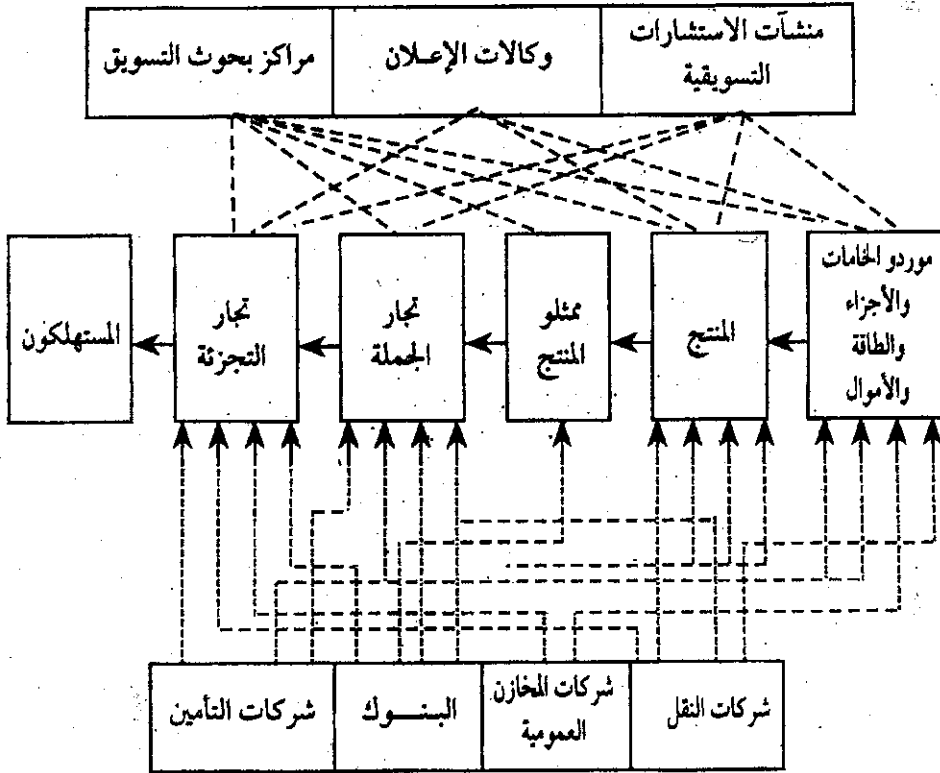 منشآت الاستشارات
التسويقية
وكالات الإعـلان
مراكز بحوث التسويق
موردو الخامات
والأجزاء
والطاقة
والأموال
المنتج
ممثلو
المنتج
تجار
الجملة
تجار
التجزئة
المستهلكون
شركات النقل
شركات المخازن
العمومية
البنـــوك
شركات التأمين